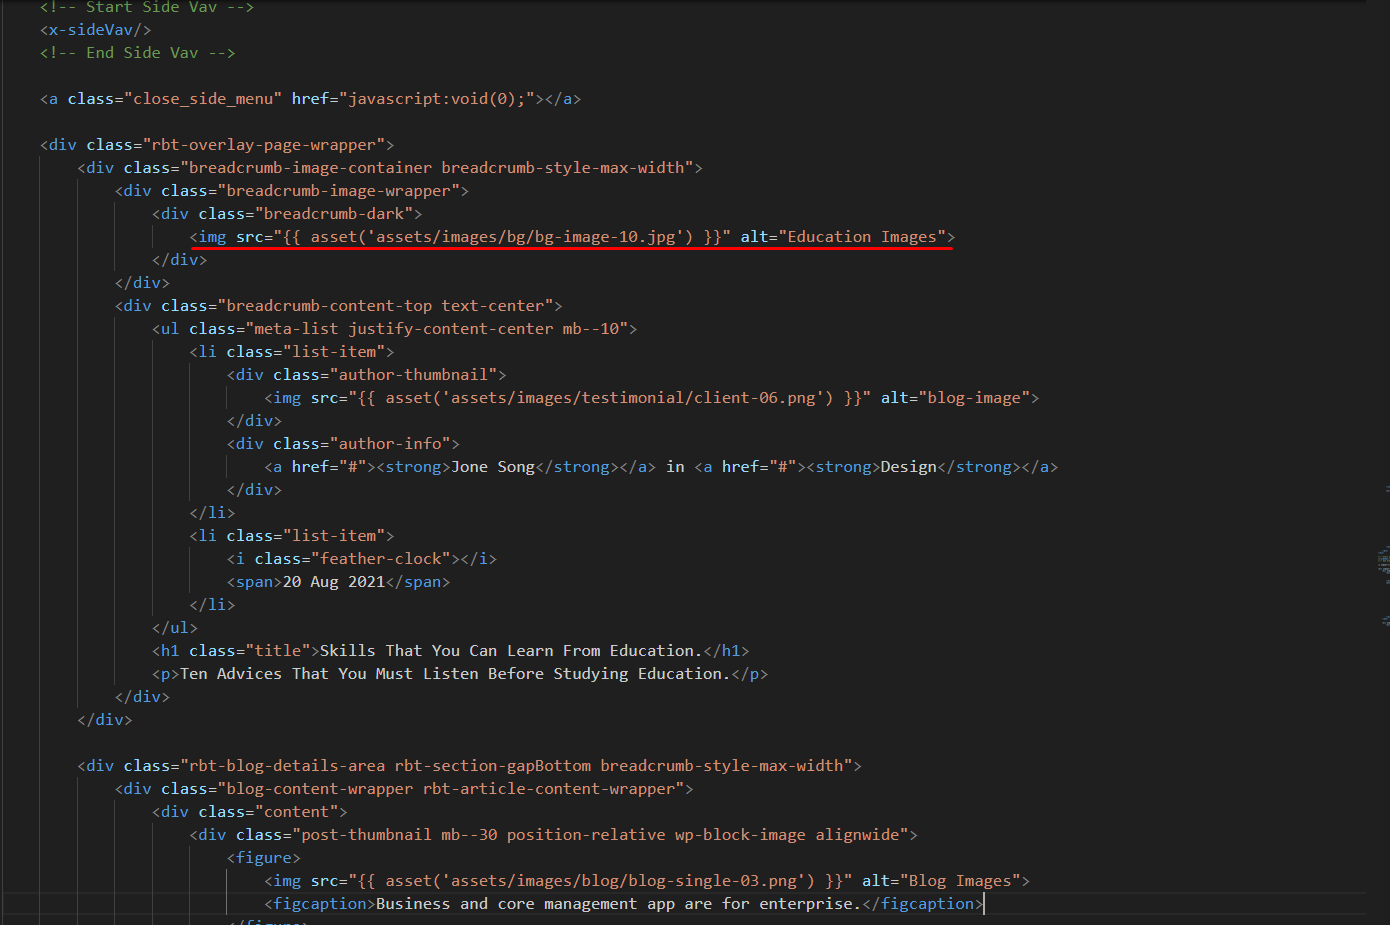 <!-- Start Side Vav -->
<x-sideVav/>
<!-- End Side Vav -->
<a class="close_side_menu" href="javascript:void(0);"></a>
<div class="rbt-overlay-page-wrapper">
<div class="breadcrumb-image-container breadcrumb-style-max-width">
<div class="breadcrumb-image-wrapper">
<div class="breadcrumb-dark">
<img src="{{ asset('assets/images/bg/bg-image-10.jpg') }}" alt="Education Images">
</div>
</div>
<div class="breadcrumb-content-top text-center">
<ul class="meta-list justify-content-center mb--10">
<li class="list-item">
<div class="author-thumbnail">
<img src="{{ asset('assets/images/testimonial/client-06.png') }}" alt="blog-image">
</div>
<div class="author-info">
<a href="#"><strong>Jone Song</strong></a> in <a href="#"><strong>Design</strong></a>
</div>
</li>
<li class="list-item">
<i class="feather-clock"></i>
<span>20 Aug 2021</span>
</li>
</ul>
<h1 class="title">Skills That You Can Learn From Education.</h1>
<p>Ten Advices That You Must Listen Before Studying Education.</p>
</div>
</div>
<div class="rbt-blog-details-area rbt-section-gapBottom breadcrumb-style-max-width">
<div class="blog-content-wrapper rbt-article-content-wrapper">
<div class="content">
<div class="post-thumbnail mb--30 position-relative wp-block-image alignwide">
<figure>
<img src="{{ asset('assets/images/blog/blog-single-03.png') }}" alt="Blog Images">
<figcaption>Business and core management app are for enterprise.</figcaption>